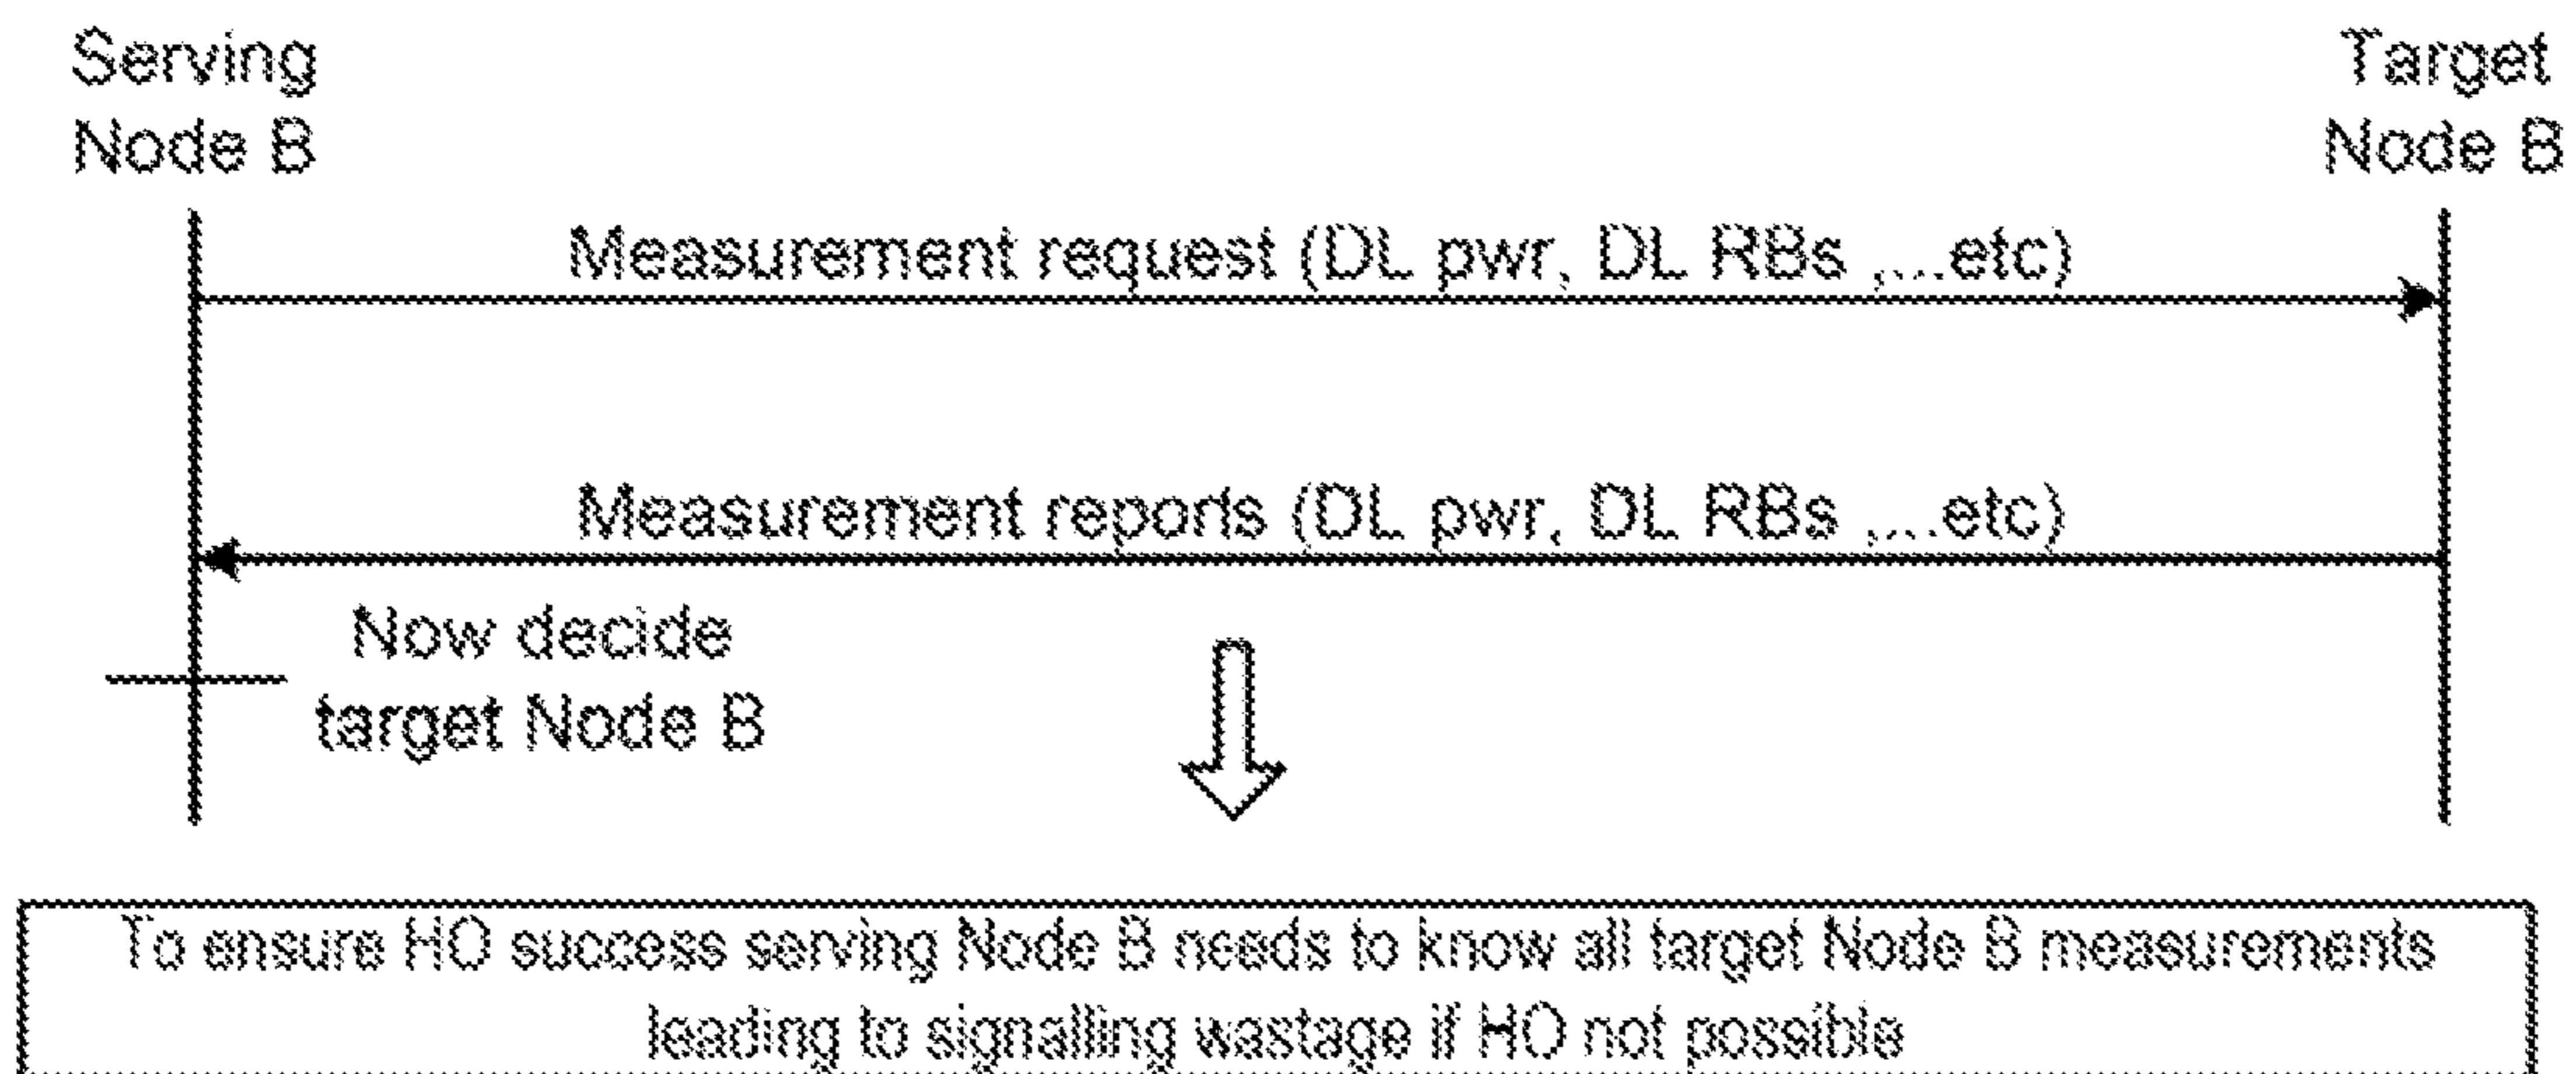 Serving
Node B
Target
Node B
Measurement request (DL pwr, DL RBs ,...etc)
Measurement reports (DL pwr, DL RBs ,...etc)
Now decide
target Node B
To ensure HO success serving Node B needs to know all target Node B measurements
leading to signalling wastage if HO not possible